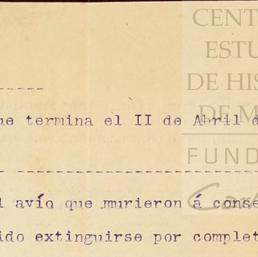 CENT
ESTU
DE HIS
DE M
ne termina el II de Abril d
FUND
l avío que murieron á conse
ido extinguirse por complet